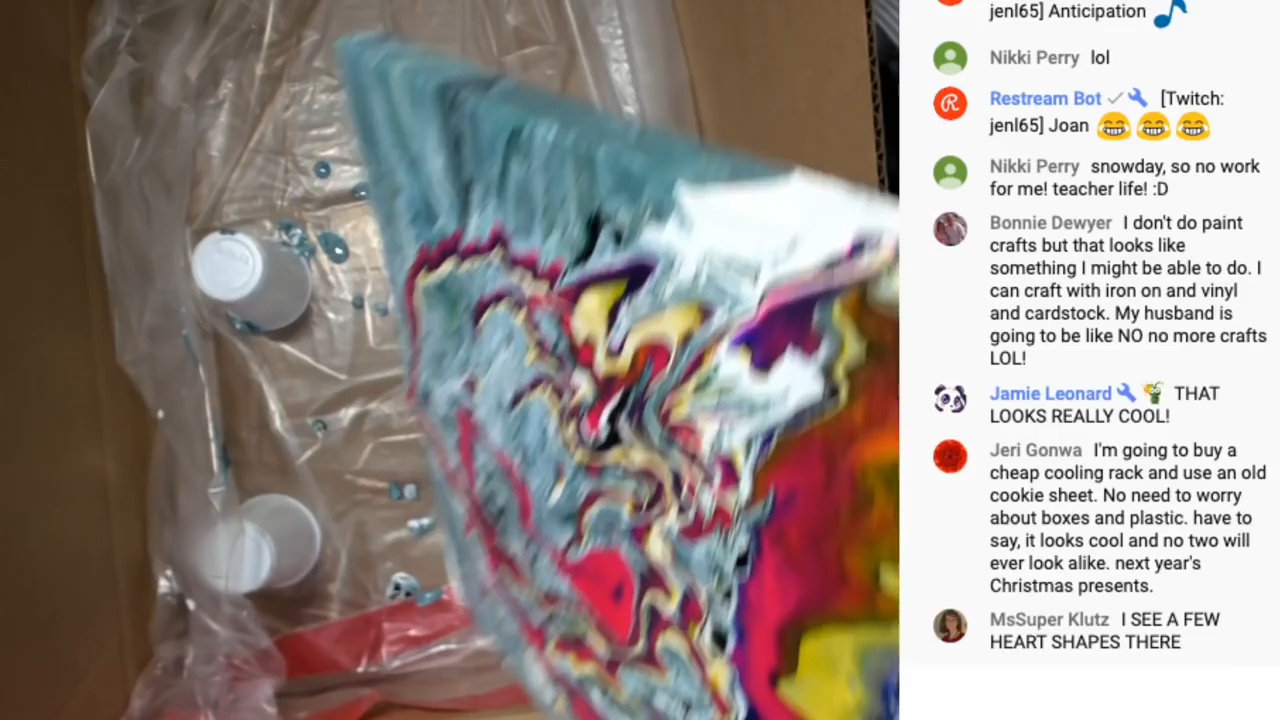 jenl65] Anticipation
Nikki Perry lol
Restream Bot [Twitch:
jenl65] Joan
Nikki Perry snowday, so no work
for me! teacher life! :D
Bonnie Dewyer I don't do paint
crafts but that looks like
something I might be able to do. I
can craft with iron on and vinyl
and cardstock. My husband is
going to be like NO no more crafts
LOL!
Jamie Leonard THAT
LOOKS REALLY COOL!
Jeri Gonwa I'm going to buy a
cheap cooling rack and use an old
cookie sheet. No need to worry
about boxes and plastic. have to
say, it looks cool and no two will
ever look alike. next year's
Christmas presents.
MsSuper Klutz I SEE A FEW
HEART SHAPES THERE